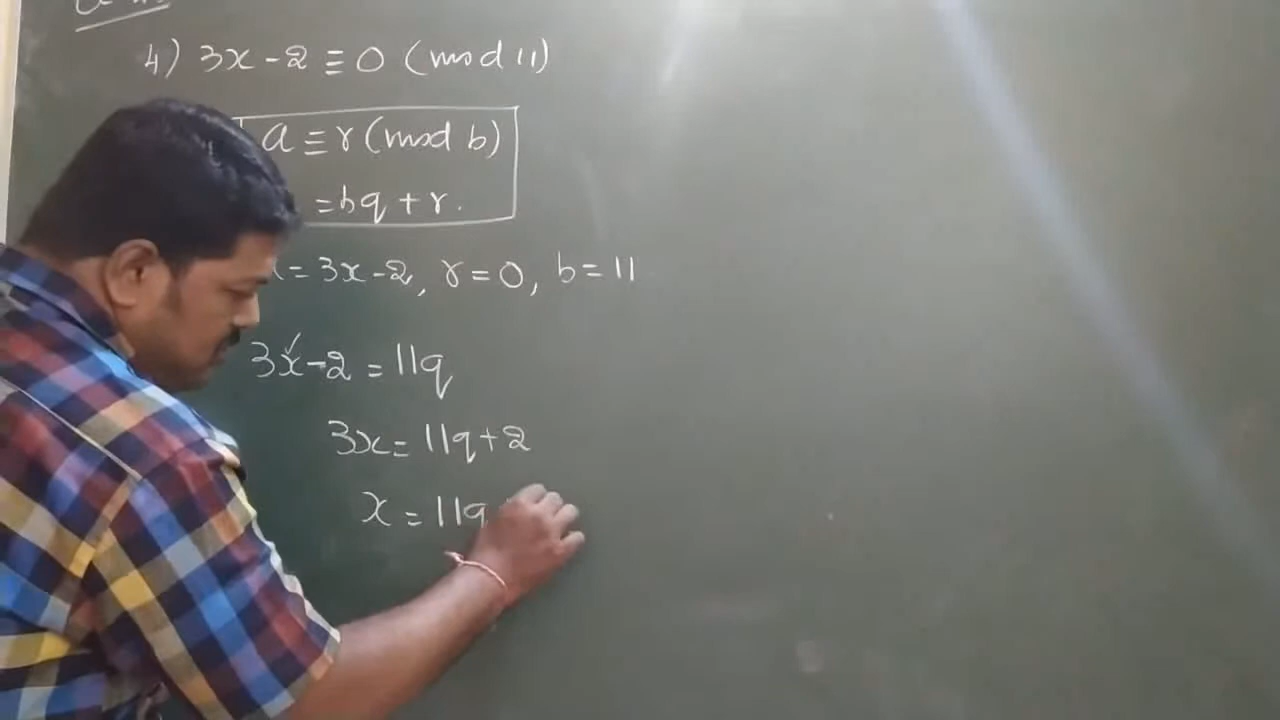 4) 3x - 2 ≡ 0 (mod 11)
a ≡ r (mod b)
= bq + r.
= 3x - 2, r = 0, b = 11
3x - 2 = 11q
3x = 11q + 2
x = 11q